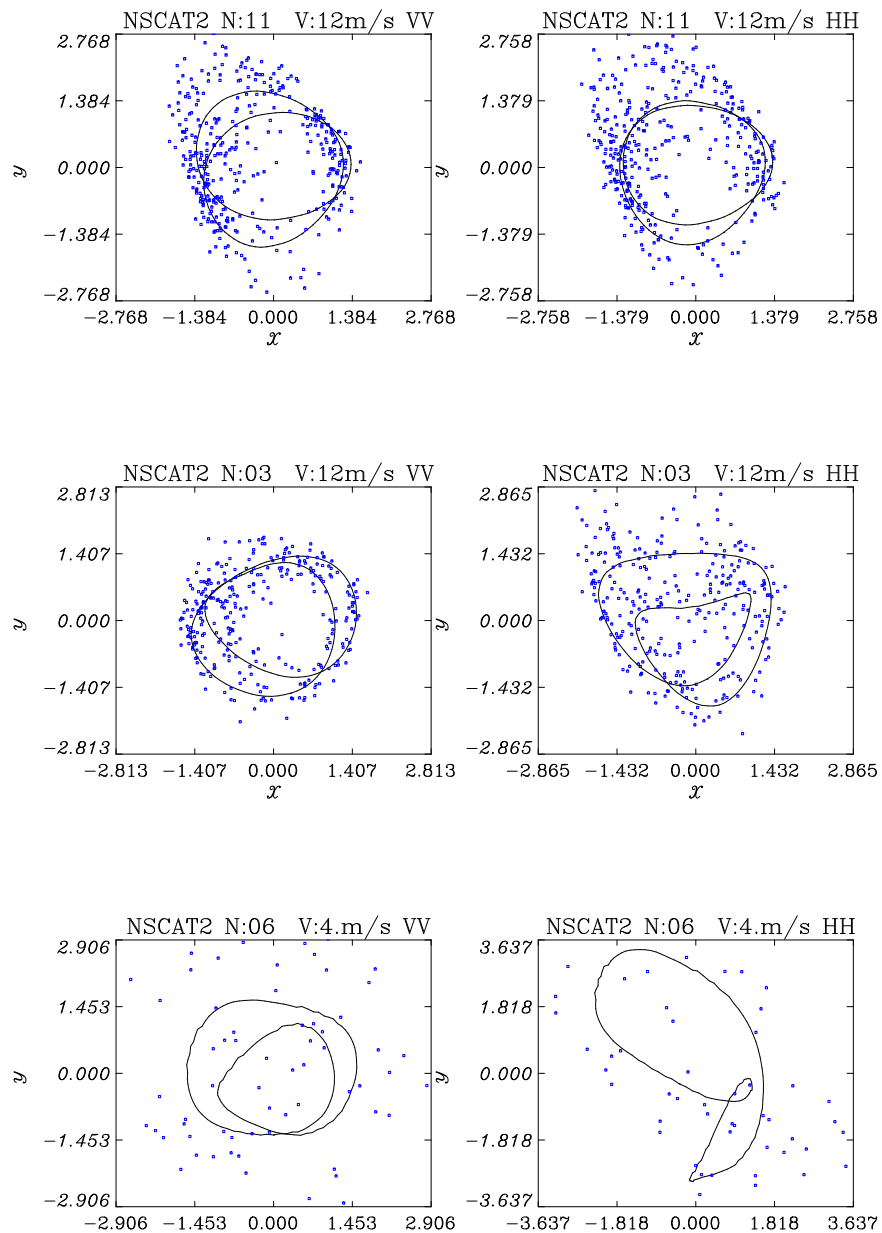 NSCAT2 N:11 V:12m/s VV
2.768
1.384
0.000
−1.384
−2.768
y
−2.768 −1.384 0.000 1.384 2.768
x
NSCAT2 N:11 V:12m/s HH
2.758
1.379
0.000
−1.379
−2.758
y
−2.758 −1.379 0.000 1.379 2.758
x
NSCAT2 N:03 V:12m/s VV
2.813
1.407
0.000
−1.407
−2.813
y
−2.813 −1.407 0.000 1.407 2.813
x
NSCAT2 N:03 V:12m/s HH
2.865
1.432
0.000
−1.432
−2.865
y
−2.865 −1.432 0.000 1.432 2.865
x
NSCAT2 N:06 V:4.m/s VV
2.906
1.453
0.000
−1.453
−2.906
y
−2.906 −1.453 0.000 1.453 2.906
NSCAT2 N:06 V:4.m/s HH
3.637
1.818
0.000
−1.818
−3.637
y
−3.637 −1.818 0.000 1.818 3.637